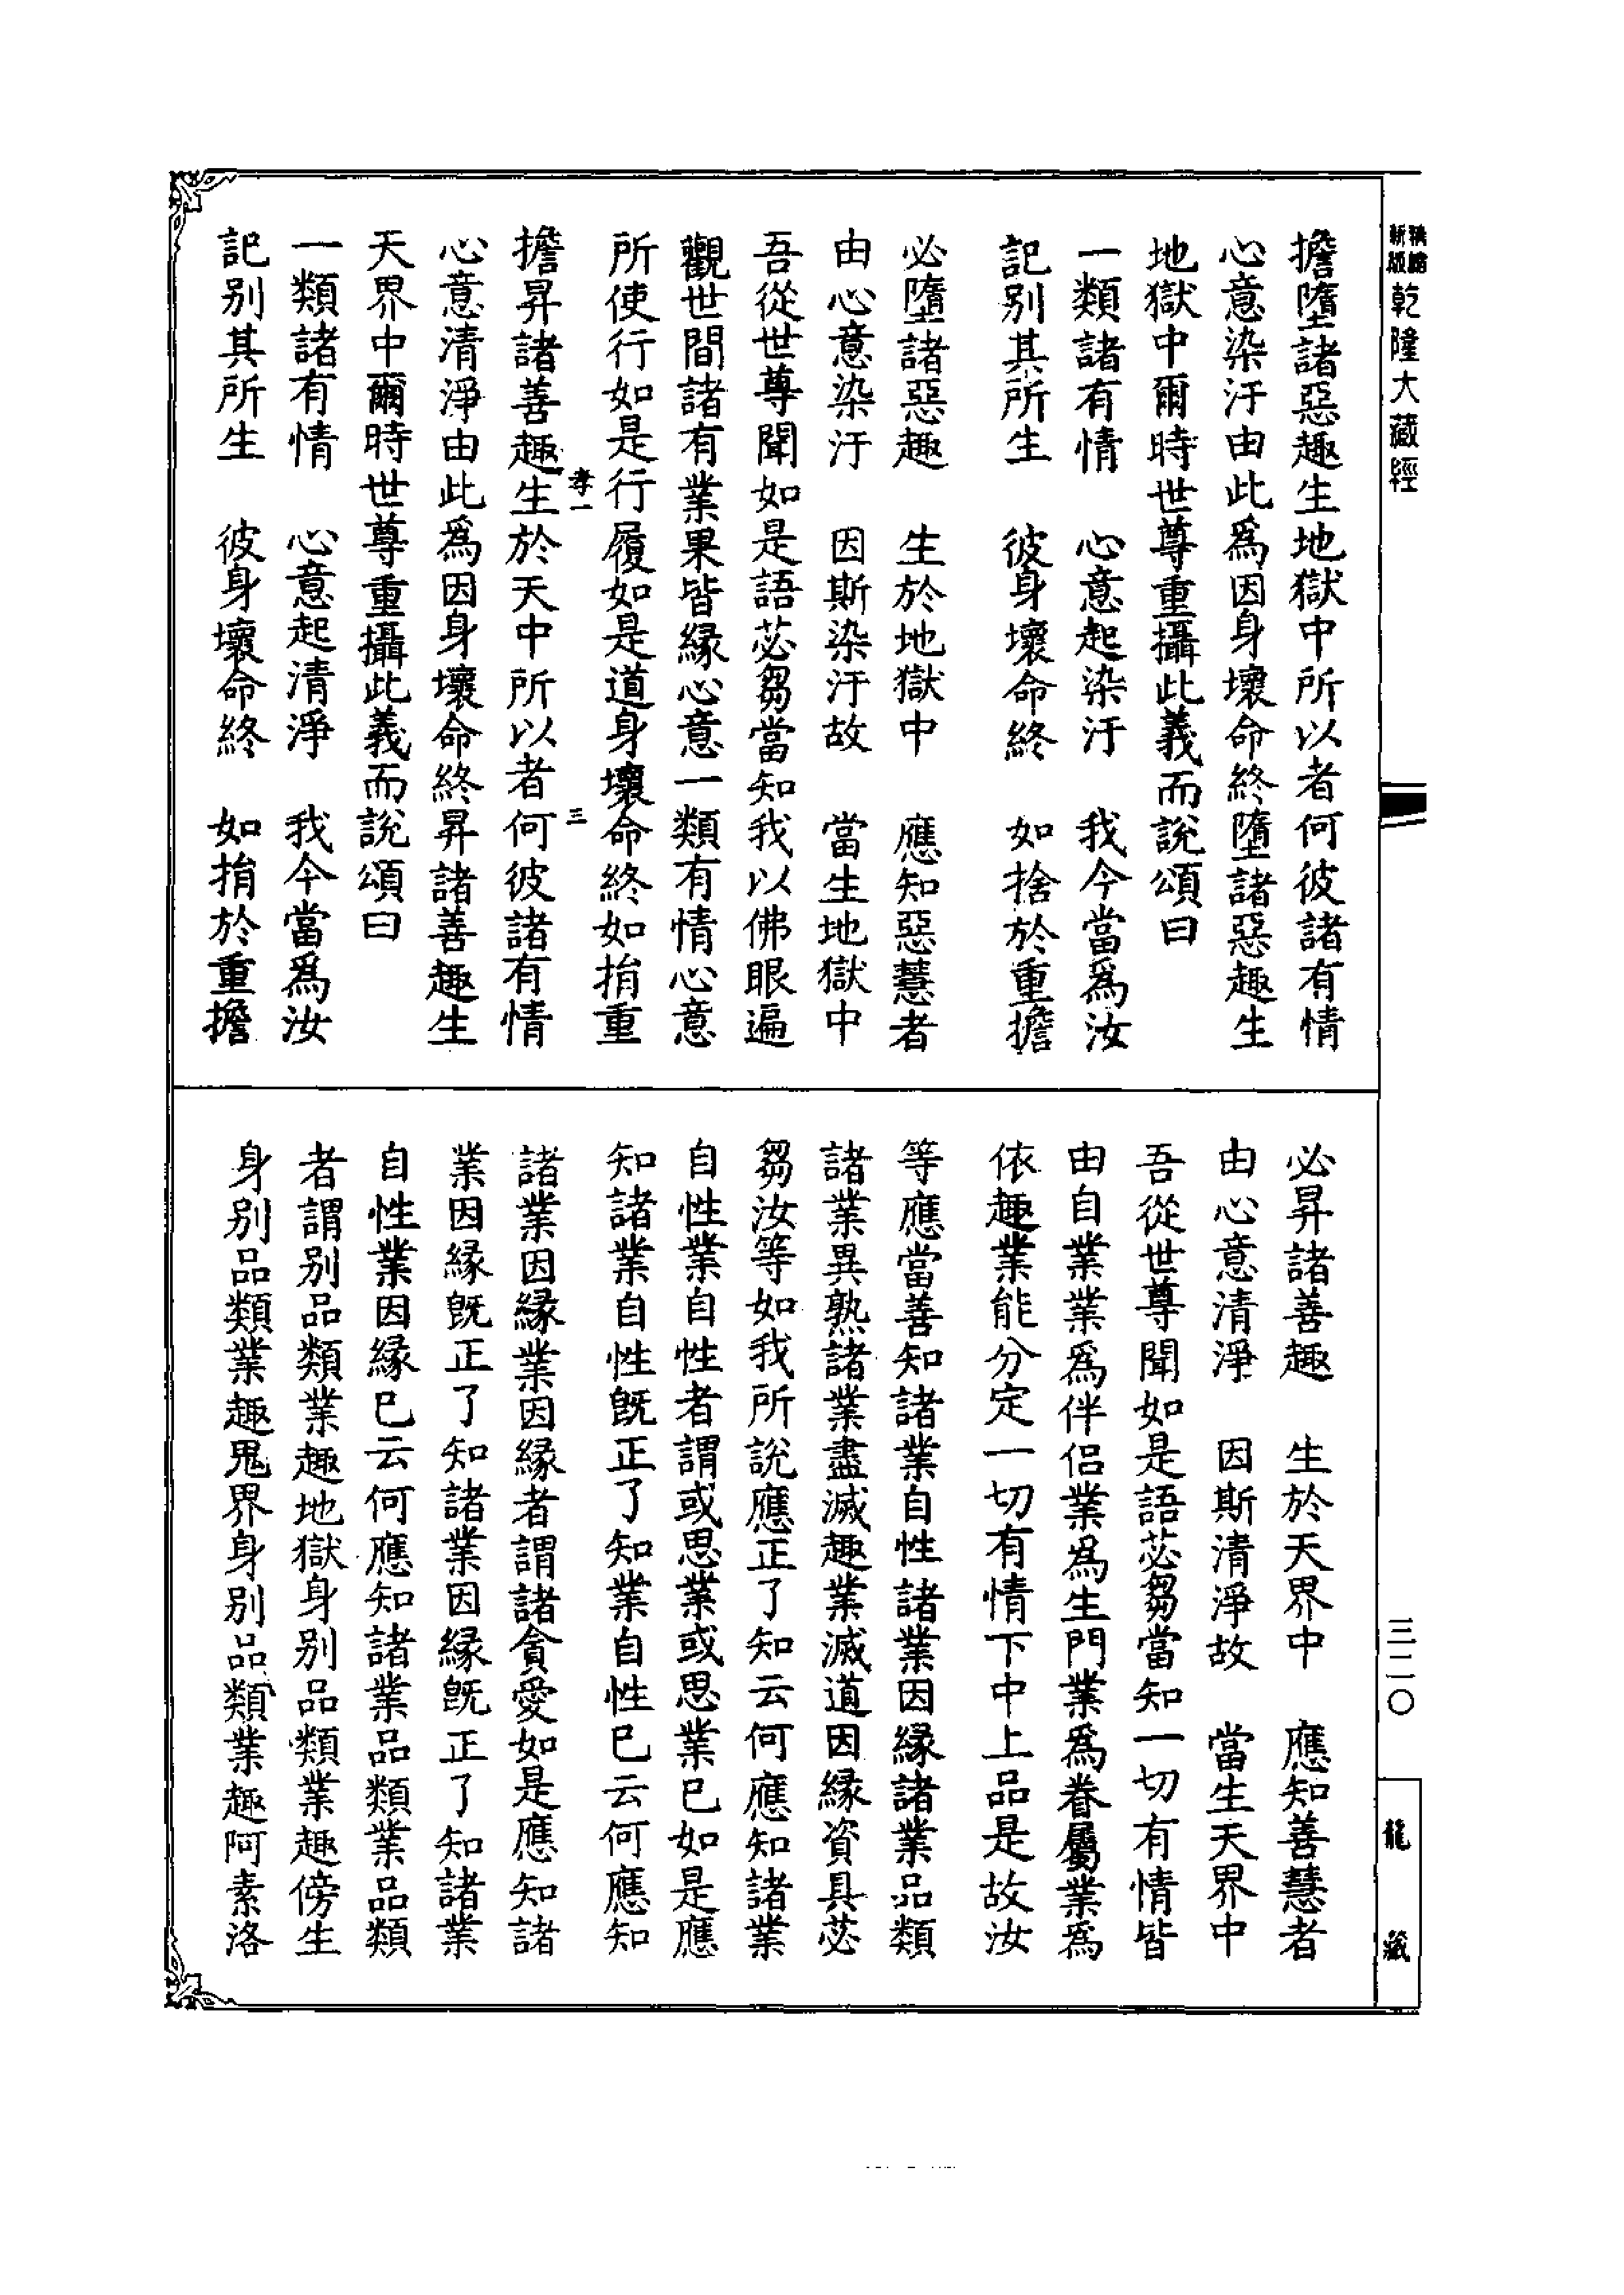 新縮
版縮
乾隆大藏經
三二〇
龍藏
擔墮諸惡趣生地獄中所以者何彼諸有情
心意染汙由此爲因身壞命終墮諸惡趣生
地獄中爾時世尊重攝此義而說頌曰
一類諸有情　心意起染汙　我今當爲汝
記別其所生　彼身壞命終　如捨於重擔
必墮諸惡趣　生於地獄中　應知惡慧者
由心意染汙　因斯染汙故　當生地獄中
吾從世尊聞如是語苾芻當知我以佛眼遍
觀世間諸有業果皆緣心意一類有情心意
所使行如是行履如是道身壞命終如捎重
孝一
三
擔昇諸善趣生於天中所以者何彼諸有情
心意清淨由此爲因身壞命終昇諸善趣生
天界中爾時世尊重攝此義而說頌曰
一類諸有情　心意起清淨　我今當爲汝
記別其所生　彼身壞命終　如捎於重擔
必昇諸善趣　生於天界中　應知善慧者
由心意清淨　因斯清淨故　當生天界中
吾從世尊聞如是語苾芻當知一切有情皆
由自業業爲伴侶業爲生門業爲眷屬業爲
依趣業能分定一切有情下中上品是故汝
等應當善知諸業自性諸業因緣諸業品類
諸業異熟諸業盡滅趣業滅道因緣資具苾
芻汝等如我所說應正了知云何應知諸業
自性業自性者謂或思業或思業已如是應
知諸業自性旣正了知業自性已云何應知
諸業因緣業因緣者謂諸貪愛如是應知諸
業因緣旣正了知諸業因緣旣正了知諸業
自性業因緣已云何應知諸業品類業品類
者謂別品類業趣地獄身別品類業趣傍生
身別品類業趣鬼界身別品類業趣阿素洛